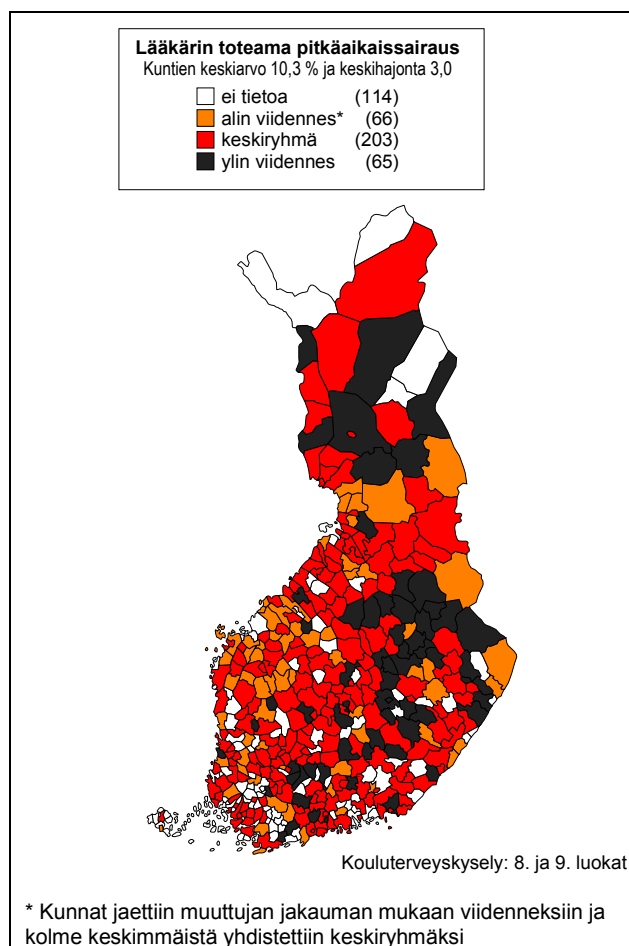 Lääkärin toteama pitkäaikaissairaus
Kuntien keskiarvo 10,3 % ja keskihajonta 3,0
ei tietoa (114)
alin viidennes* (66)
keskiryhmä (203)
ylin viidennes (65)
Kouluterveyskysely: 8. ja 9. luokat
* Kunnat jaettiin muuttujan jakauman mukaan viidenneksiin ja
kolme keskimmäistä yhdistettiin keskiryhmäksi